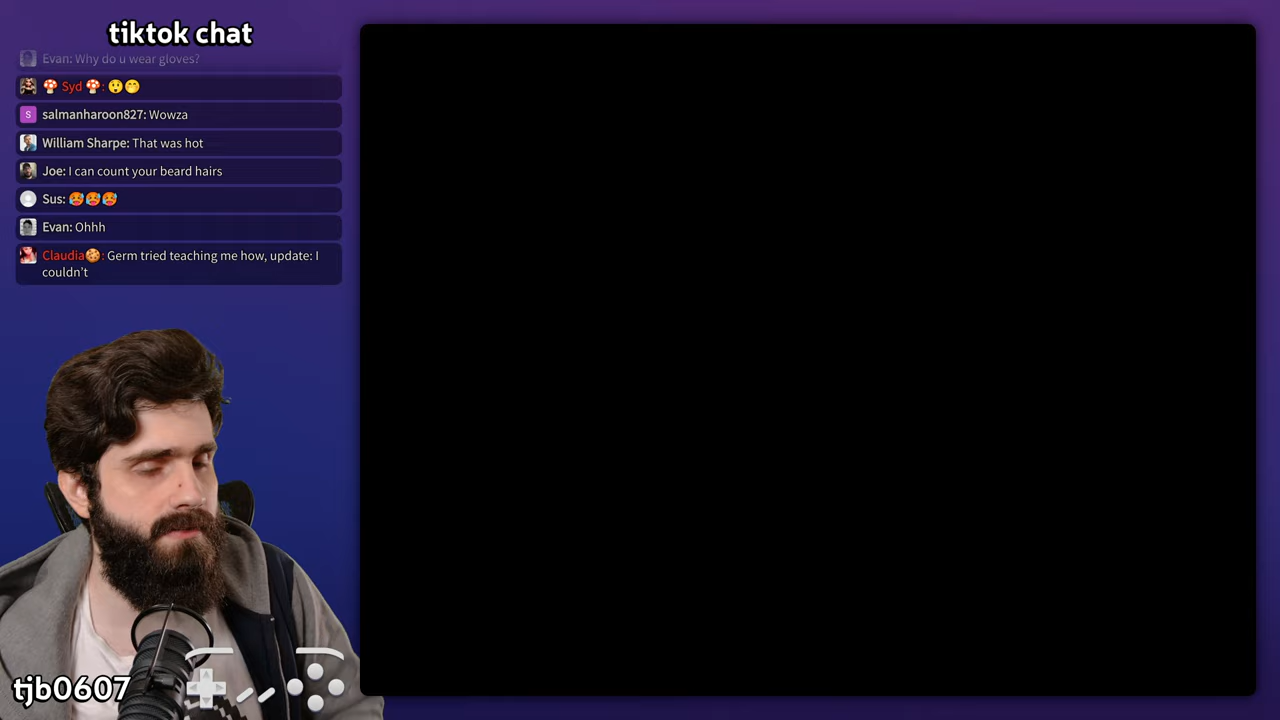 tiktok chat
Evan: Why do u wear gloves?
🍄 Syd 🍄: 😲😁
S salmanharoon827: Wowza
William Sharpe: That was hot
Joe: I can count your beard hairs
Sus: 🥵🥵🥵
Evan: Ohhh
Claudia🍪: Germ tried teaching me how, update: I
couldn't
tjb0607